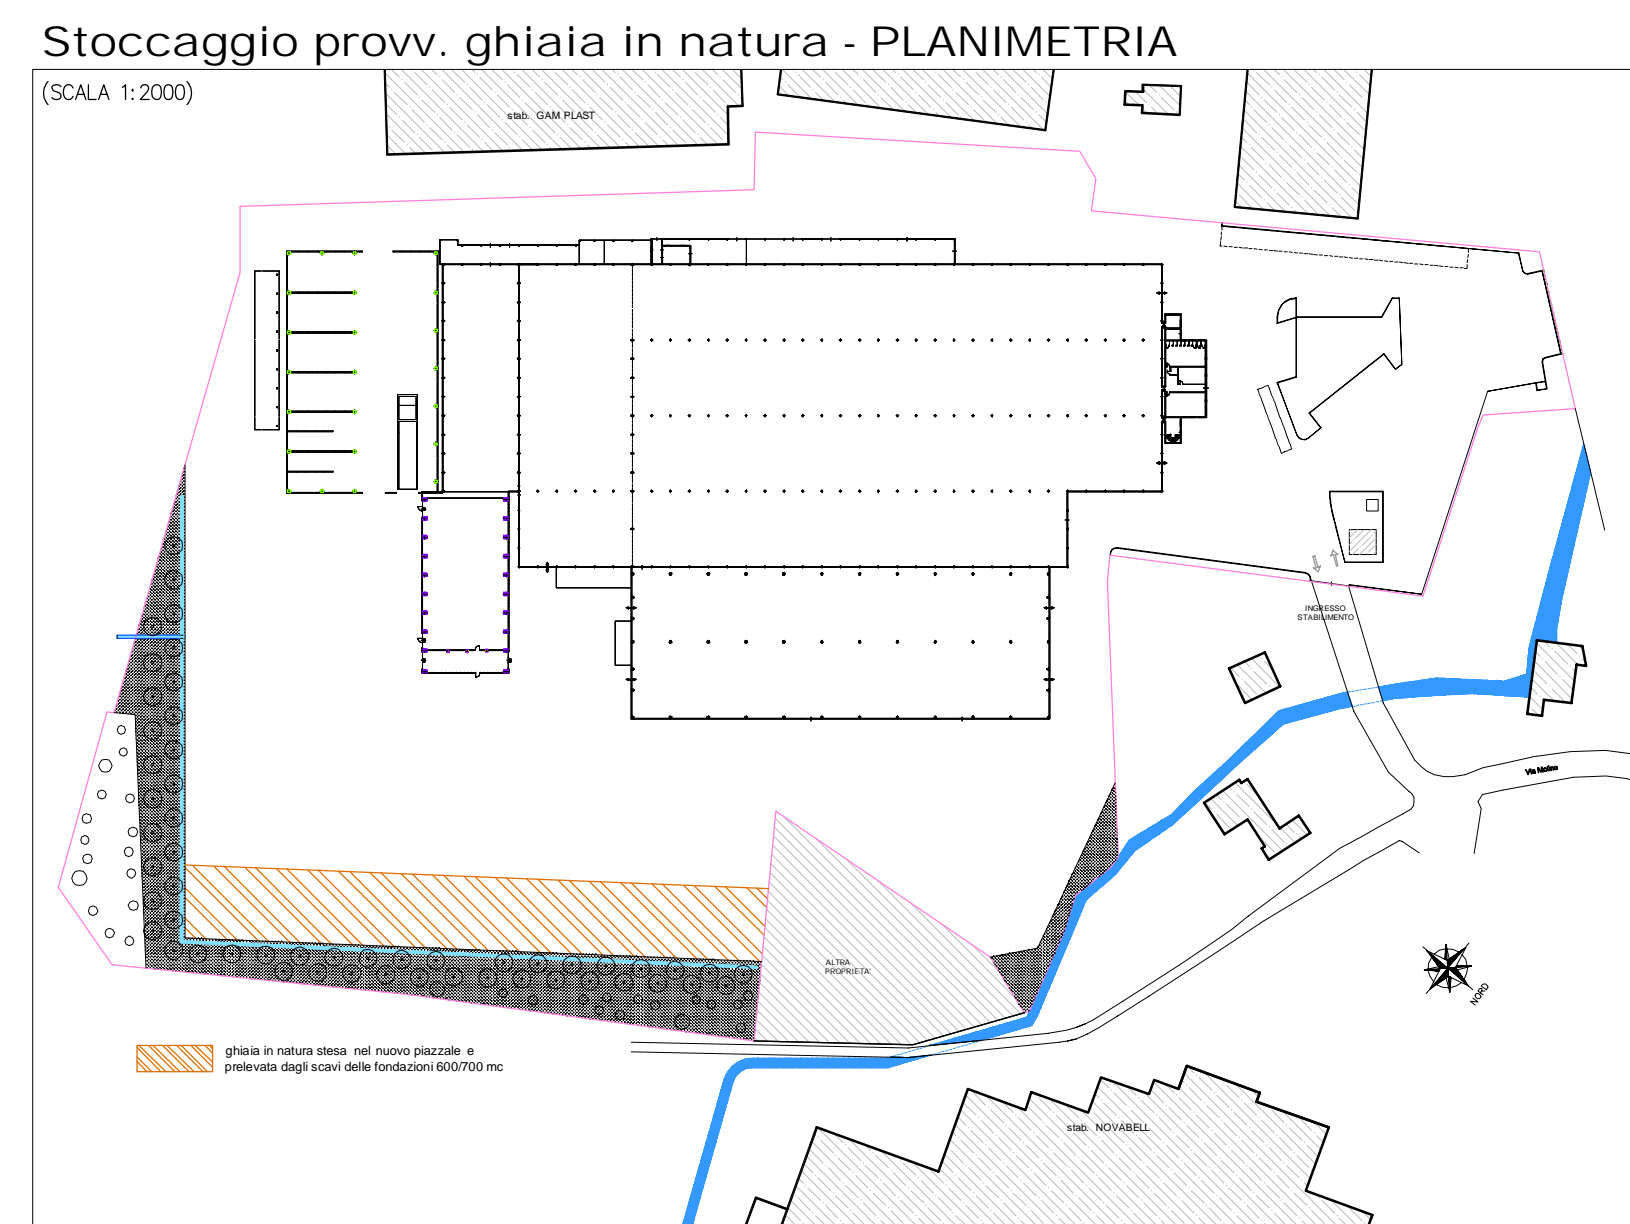 Stoccaggio provv. ghiaia in natura - PLANIMETRIA
(SCALA 1:2000)
stab. GAM PLAST
INGRESSO
STABILIMENTO
Via Molino
ALTRA
PROPRIETA'
NORD
ghiaia in natura stesa nel nuovo piazzale e
prelevata dagli scavi delle fondazioni 600/700 mc
stab. NOVABELL